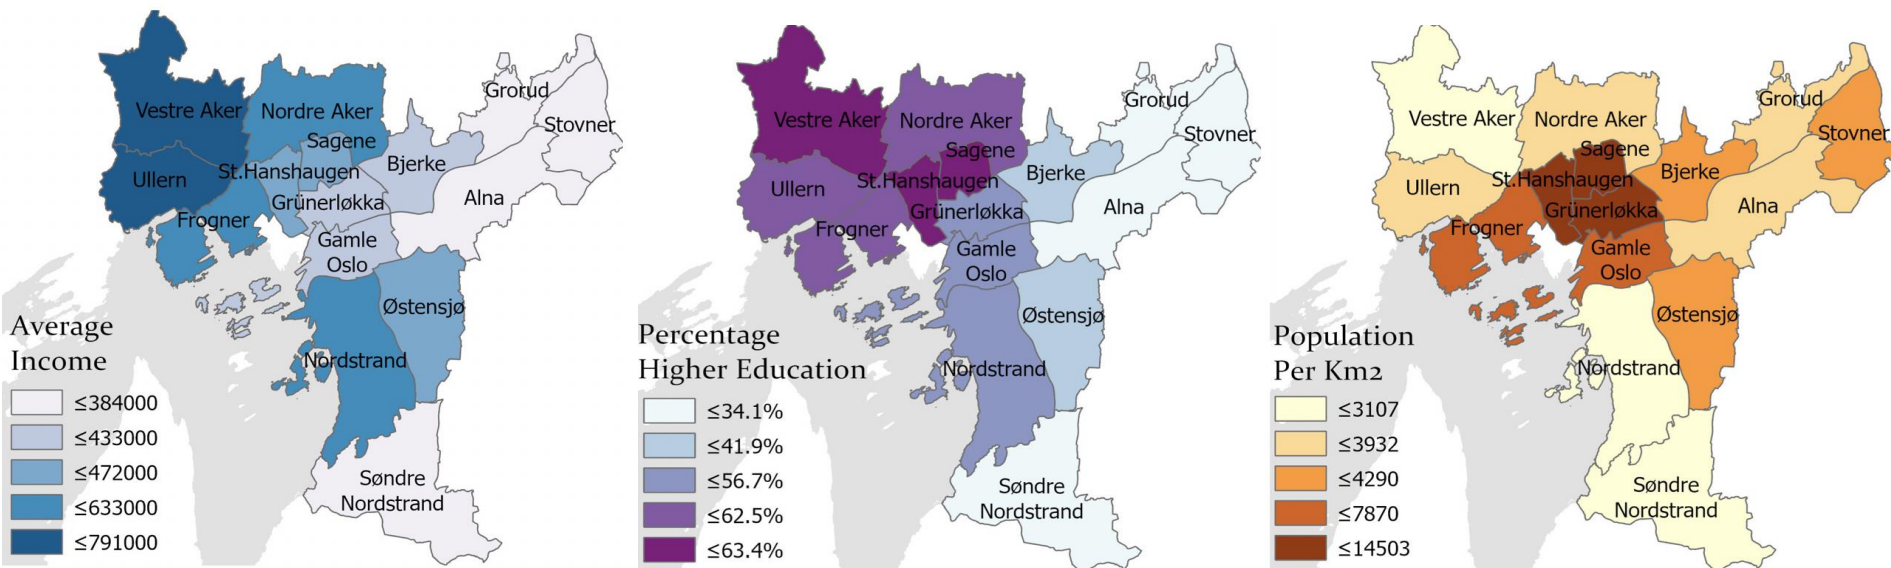 Vestre Aker
Nordre Aker
Grorud
Stovner
Sagene
Bjerke
Ullern
St.Hanshaugen
Alna
Grünerløkka
Frogner
Gamle
Oslo
Østensjø
Nordstrand
Søndre
Nordstrand
Average
Income
≤384000
≤433000
≤472000
≤633000
≤791000
Vestre Aker
Nordre Aker
Grorud
Stovner
Sagene
Bjerke
Ullern
St.Hanshaugen
Alna
Grünerløkka
Frogner
Gamle
Oslo
Østensjø
Nordstrand
Søndre
Nordstrand
Percentage
Higher Education
≤34.1%
≤41.9%
≤56.7%
≤62.5%
≤63.4%
Vestre Aker
Nordre Aker
Grorud
Stovner
Sagene
Bjerke
Ullern
St.Hanshaugen
Alna
Grünerløkka
Frogner
Gamle
Oslo
Østensjø
Nordstrand
Søndre
Nordstrand
Population
Per Km2
≤3107
≤3932
≤4290
≤7870
≤14503